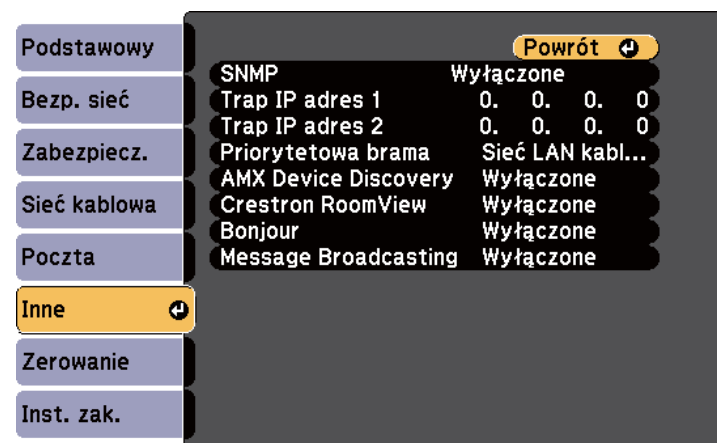 Podstawowy
Bezp. sieć
Zabezpiecz.
Sieć kablowa
Poczta
Inne
Zerowanie
Inst. zak.
Powrót
SNMP Wyłączone
Trap IP adres 1 0. 0. 0. 0
Trap IP adres 2 0. 0. 0. 0
Priorytetowa brama Sieć LAN kabl...
AMX Device Discovery Wyłączone
Crestron RoomView Wyłączone
Bonjour Wyłączone
Message Broadcasting Wyłączone